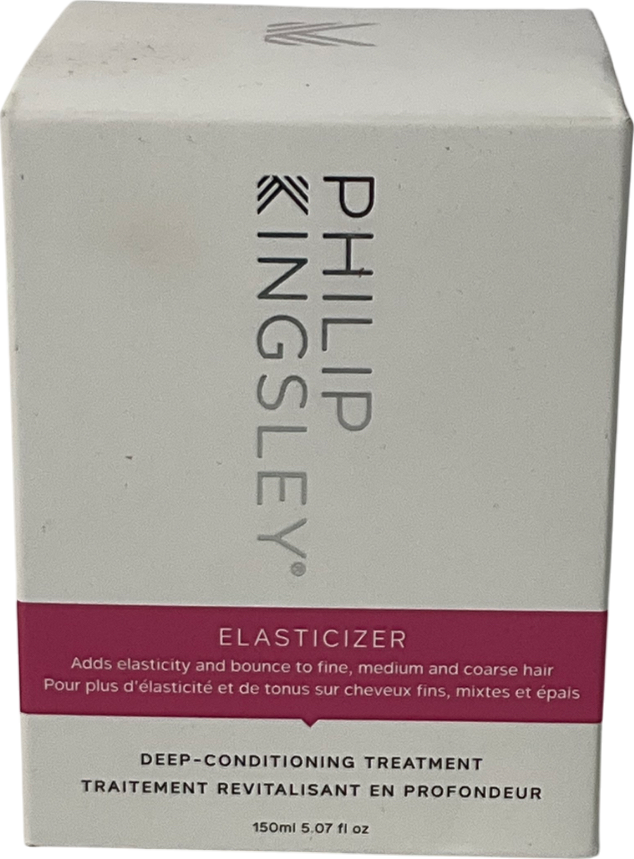 PHILIP
KINGSLEY®
ELASTICIZER
Adds elasticity and bounce to fine, medium and coarse hair
Pour plus d'élasticité et de tonus sur cheveux fins, mixtes et épais
DEEP-CONDITIONING TREATMENT
TRAITEMENT REVITALISANT EN PROFONDEUR
150ml 5.07 fl oz